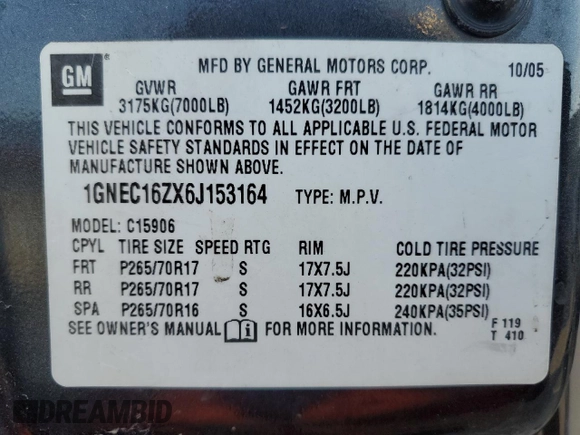 GM
MFD BY GENERAL MOTORS CORP. 10/05
GVWR GAWR FRT GAWR RR
3175KG(7000LB) 1452KG(3200LB) 1814KG(4000LB)
THIS VEHICLE CONFORMS TO ALL APPLICABLE U.S. FEDERAL MOTOR
VEHICLE SAFETY STANDARDS IN EFFECT ON THE DATE OF
MANUFACTURE SHOWN ABOVE.
1GNEC16ZX6J153164 TYPE: M.P.V.
MODEL: C15906
CPYL TIRE SIZE SPEED RTG RIM COLD TIRE PRESSURE
FRT P265/70R17 S 17X7.5J 220KPA(32PSI)
RR P265/70R17 S 17X7.5J 220KPA(32PSI)
SPA P265/70R16 S 16X6.5J 240KPA(35PSI)
SEE OWNER'S MANUAL i FOR MORE INFORMATION.
F 119
T 410
DREAMBID